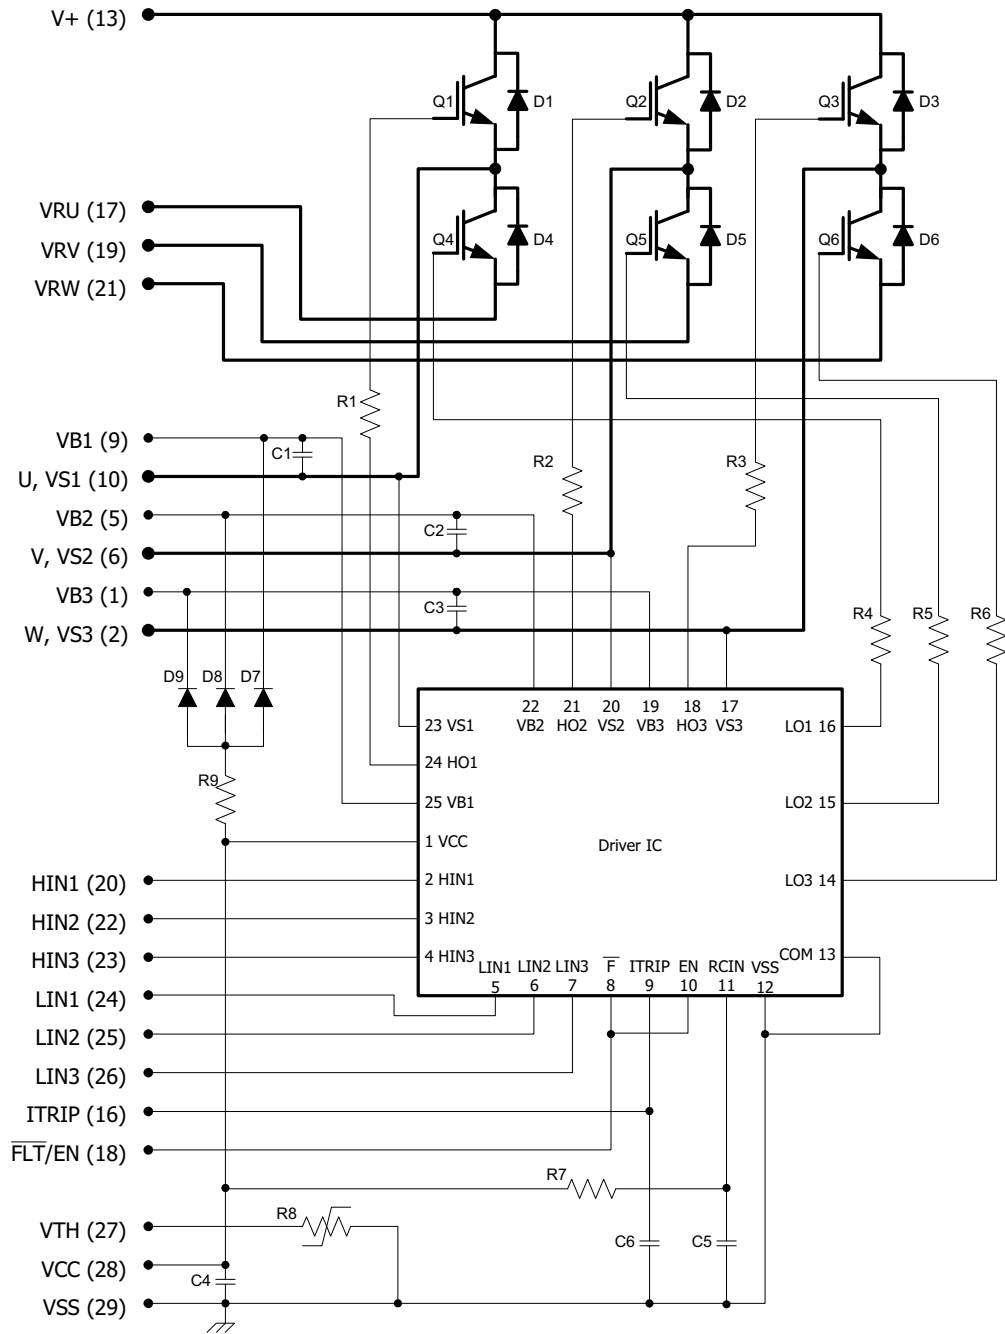 V+ (13)
Q1
D1
Q2
D2
Q3
D3
VRU (17)
VRV (19)
VRW (21)
Q4
D4
Q5
D5
Q6
D6
R1
VB1 (9)
C1
U, VS1 (10)
R2
R3
VB2 (5)
C2
V, VS2 (6)
VB3 (1)
C3
W, VS3 (2)
R4
R5
R6
D9
D8
D7
22
21
20
19
18
17
VB2
HO2
VS2
VB3
HO3
VS3
23 VS1
LO1 16
24 HO1
R9
25 VB1
LO2 15
1 VCC
Driver IC
HIN1 (20)
2 HIN1
LO3 14
HIN2 (22)
3 HIN2
HIN3 (23)
4 HIN3
COM 13
LIN1
LIN2
LIN3
F̅
ITRIP
EN
RCIN
VSS
5
6
7
8
9
10
11
12
LIN1 (24)
LIN2 (25)
LIN3 (26)
ITRIP (16)
F̅L̅T̅/EN (18)
R7
VTH (27)
R8
C6
C5
VCC (28)
C4
VSS (29)